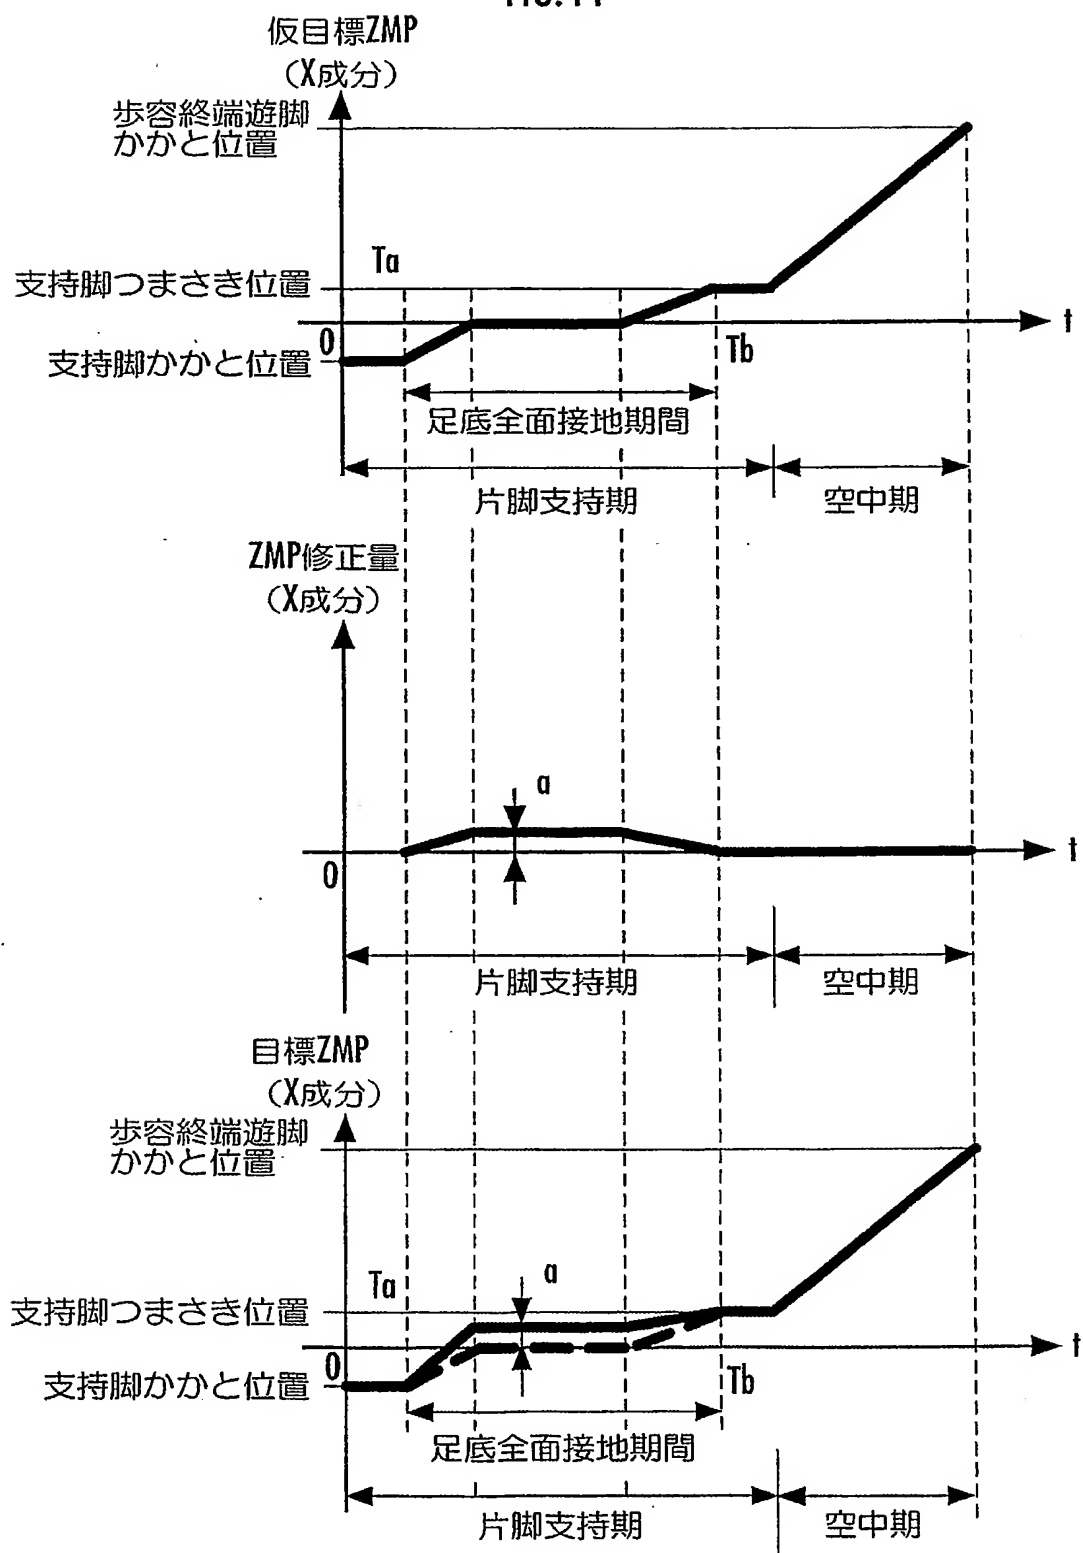 仮目標ZMP
（X成分）
歩容終端遊脚
かかと位置
Ta
支持脚つまさき位置
0
t
Tb
支持脚かかと位置
足底全面接地期間
片脚支持期
空中期
ZMP修正量
（X成分）
a
0
t
片脚支持期
空中期
目標ZMP
（X成分）
歩容終端遊脚
かかと位置
Ta
a
支持脚つまさき位置
0
t
支持脚かかと位置
Tb
足底全面接地期間
片脚支持期
空中期